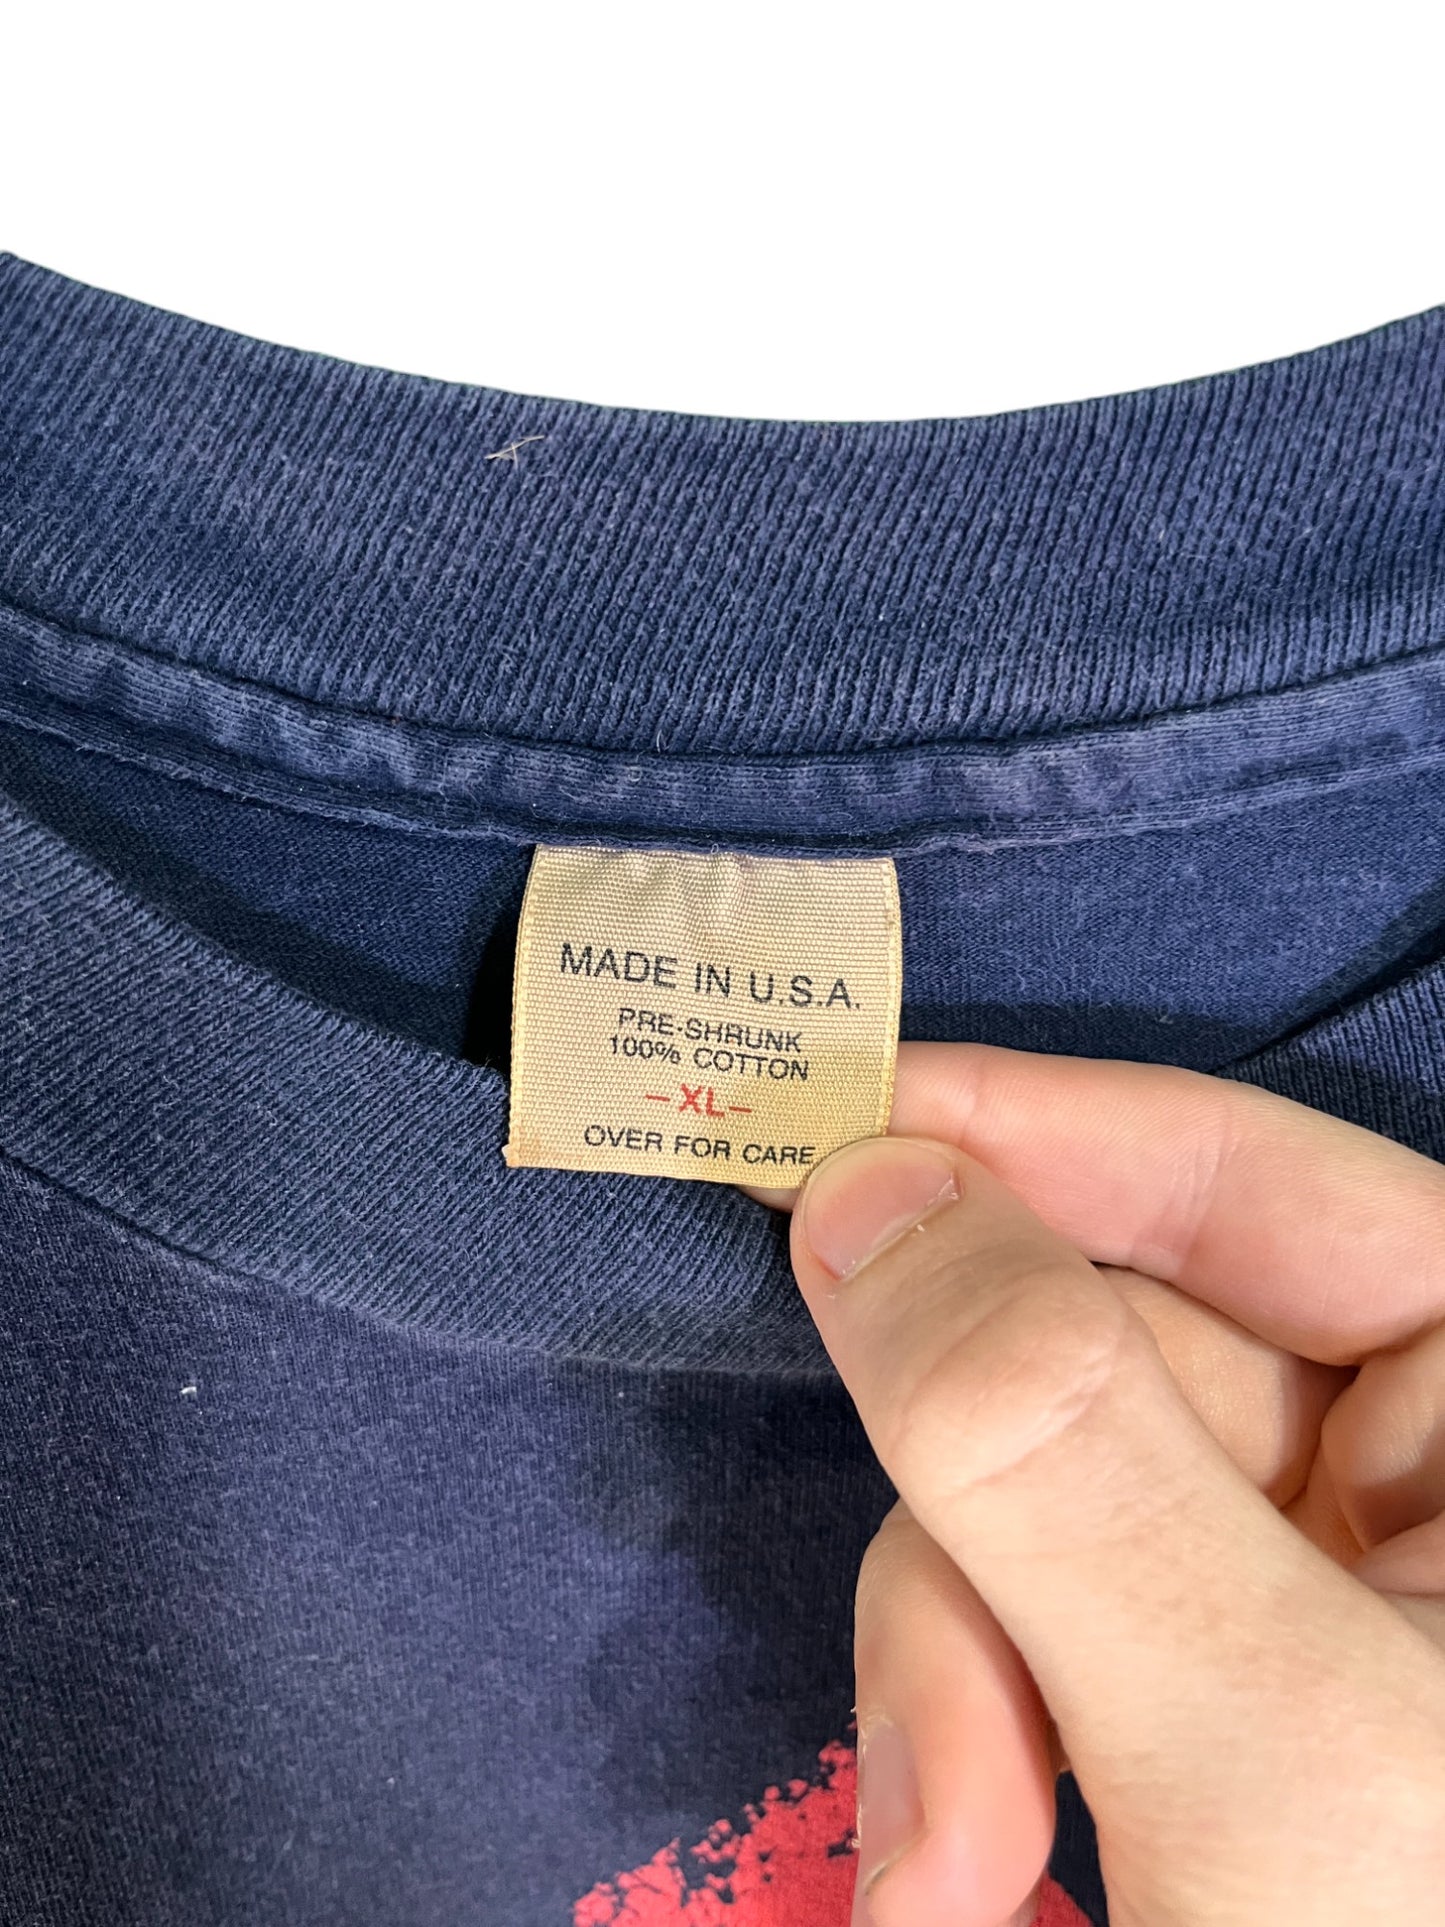 MADE IN U.S.A.
PRE-SHRUNK
100% COTTON
-XL-
OVER FOR CARE